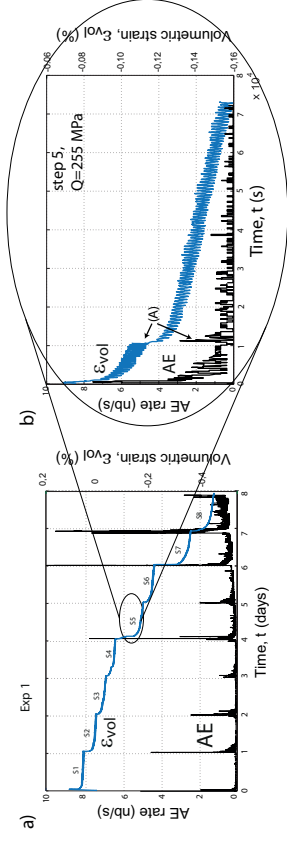 a)
Exp 1
AE rate (nb/s)
10
8
6
4
2
0
S1
S2
S3
S4
S5
S6
S7
S8
εvol
AE
0.2
0
-0.2
-0.4
Volumetric strain, εvol (%)
0
1
2
3
4
5
6
7
8
Time, t (days)
b)
AE rate (nb/s)
10
8
6
4
2
0
εvol
AE
(A)
step 5,
Q=255 MPa
-0.06
-0.08
-0.10
-0.12
-0.14
-0.16
Volumetric strain, εvol (%)
0
1
2
3
4
5
6
7
8
x 10⁴
Time, t (s)